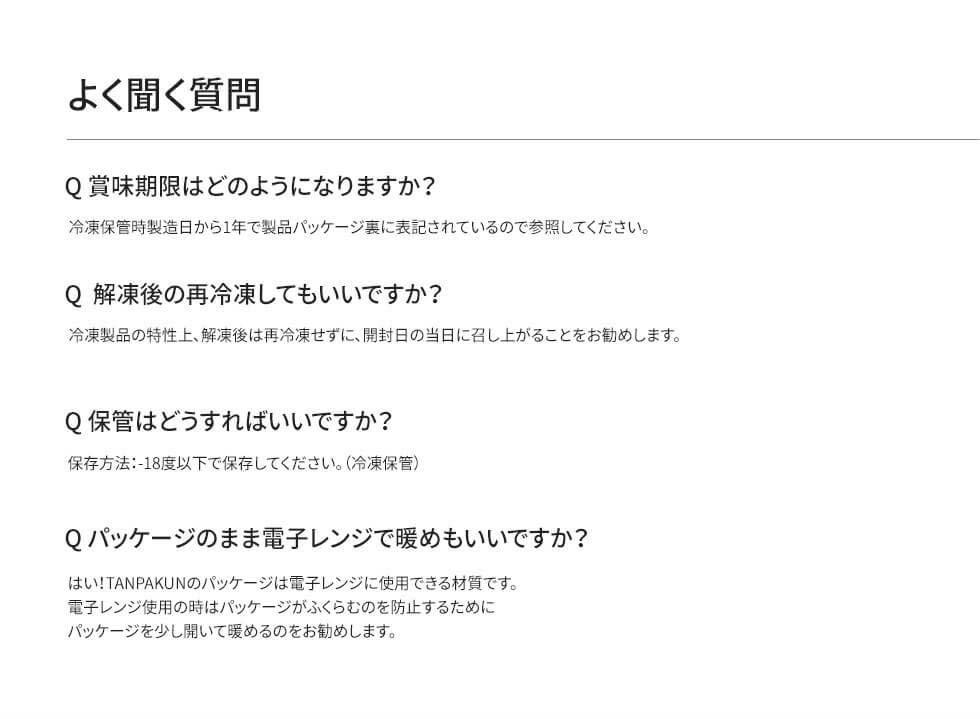 よく聞く質問
Q 賞味期限はどのようになりますか?
冷凍保管時製造日から1年で製品パッケージ裏に表記されているので参照してください。
Q 解凍後の再冷凍してもいいですか?
冷凍製品の特性上、解凍後は再冷凍せずに、開封日の当日に召し上がることをお勧めします。
Q 保管はどうすればいいですか?
保存方法:-18度以下で保存してください。(冷凍保管)
Q パッケージのまま電子レンジで暖めもいいですか?
はい!TANPAKUNのパッケージは電子レンジに使用できる材質です。
電子レンジ使用の時はパッケージがふくらむのを防止するために
パッケージを少し開いて暖めるのをお勧めします。